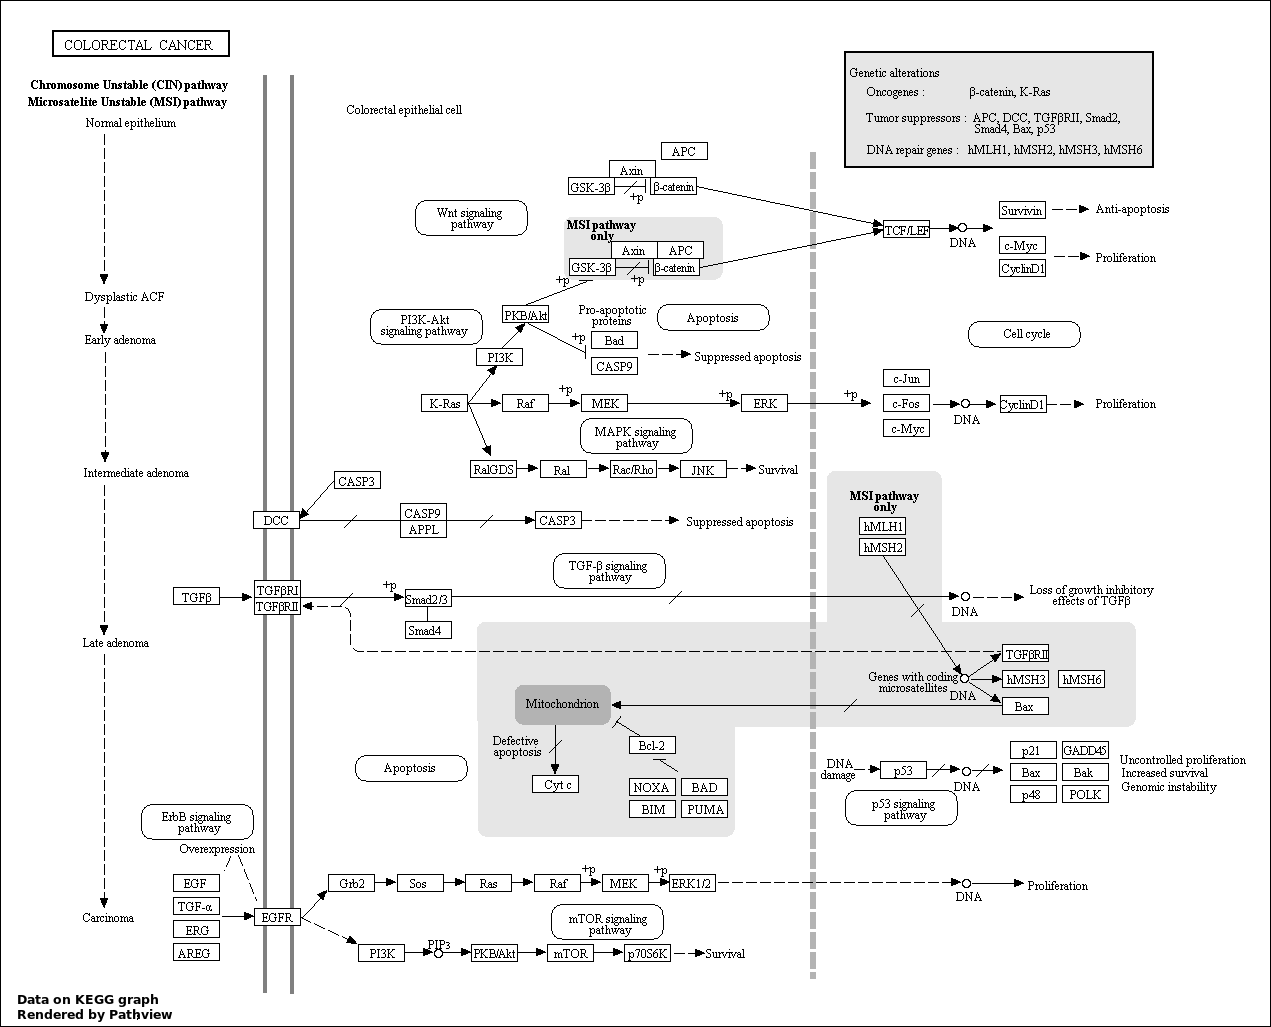 COLORECTAL CANCER
Chromosome Unstable (CIN) pathway
Microsatelite Unstable (MSI) pathway
Normal epithelium
Dysplastic ACF
Early adenoma
Intermediate adenoma
Late adenoma
Carcinoma
Colorectal epithelial cell
Genetic alterations
Oncogenes : β-catenin, K-Ras
Tumor suppressors : APC, DCC, TGFβRII, Smad2,
Smad4, Bax, p53
DNA repair genes : hMLH1, hMSH2, hMSH3, hMSH6
APC
Axin
GSK-3β
β-catenin
+p
Wnt signaling
pathway
MSI pathway
only
Axin
APC
GSK-3β
β-catenin
+p
+p
TCF/LEF
DNA
Survivin
Anti-apoptosis
c-Myc
CyclinD1
Proliferation
PI3K-Akt
signaling pathway
PKB/Akt
Pro-apoptotic
proteins
+p
Bad
CASP9
Apoptosis
Suppressed apoptosis
Cell cycle
PI3K
K-Ras
Raf
+p
MEK
+p
ERK
+p
c-Jun
c-Fos
c-Myc
DNA
CyclinD1
Proliferation
MAPK signaling
pathway
RalGDS
Ral
Rac/Rho
JNK
Survival
CASP3
DCC
CASP9
APPL
CASP3
Suppressed apoptosis
MSI pathway
only
hMLH1
hMSH2
TGF-β signaling
pathway
TGFβ
TGFβRI
TGFβRII
+p
Smad2/3
Smad4
DNA
Loss of growth inhibitory
effects of TGFβ
Genes with coding
microsatellites
DNA
TGFβRII
hMSH3
hMSH6
Bax
Mitochondrion
Defective
apoptosis
Cyt c
Bcl-2
NOXA
BAD
BIM
PUMA
Apoptosis
DNA
damage
p53
DNA
p21
GADD45
Bax
Bak
p48
POLK
Uncontrolled proliferation
Increased survival
Genomic instability
p53 signaling
pathway
ErbB signaling
pathway
Overexpression
EGF
TGF-α
ERG
AREG
EGFR
Grb2
Sos
Ras
Raf
+p
MEK
+p
ERK1/2
DNA
Proliferation
mTOR signaling
pathway
PI3K
PIP3
PKB/Akt
mTOR
p70S6K
Survival
Data on KEGG graph
Rendered by Pathview